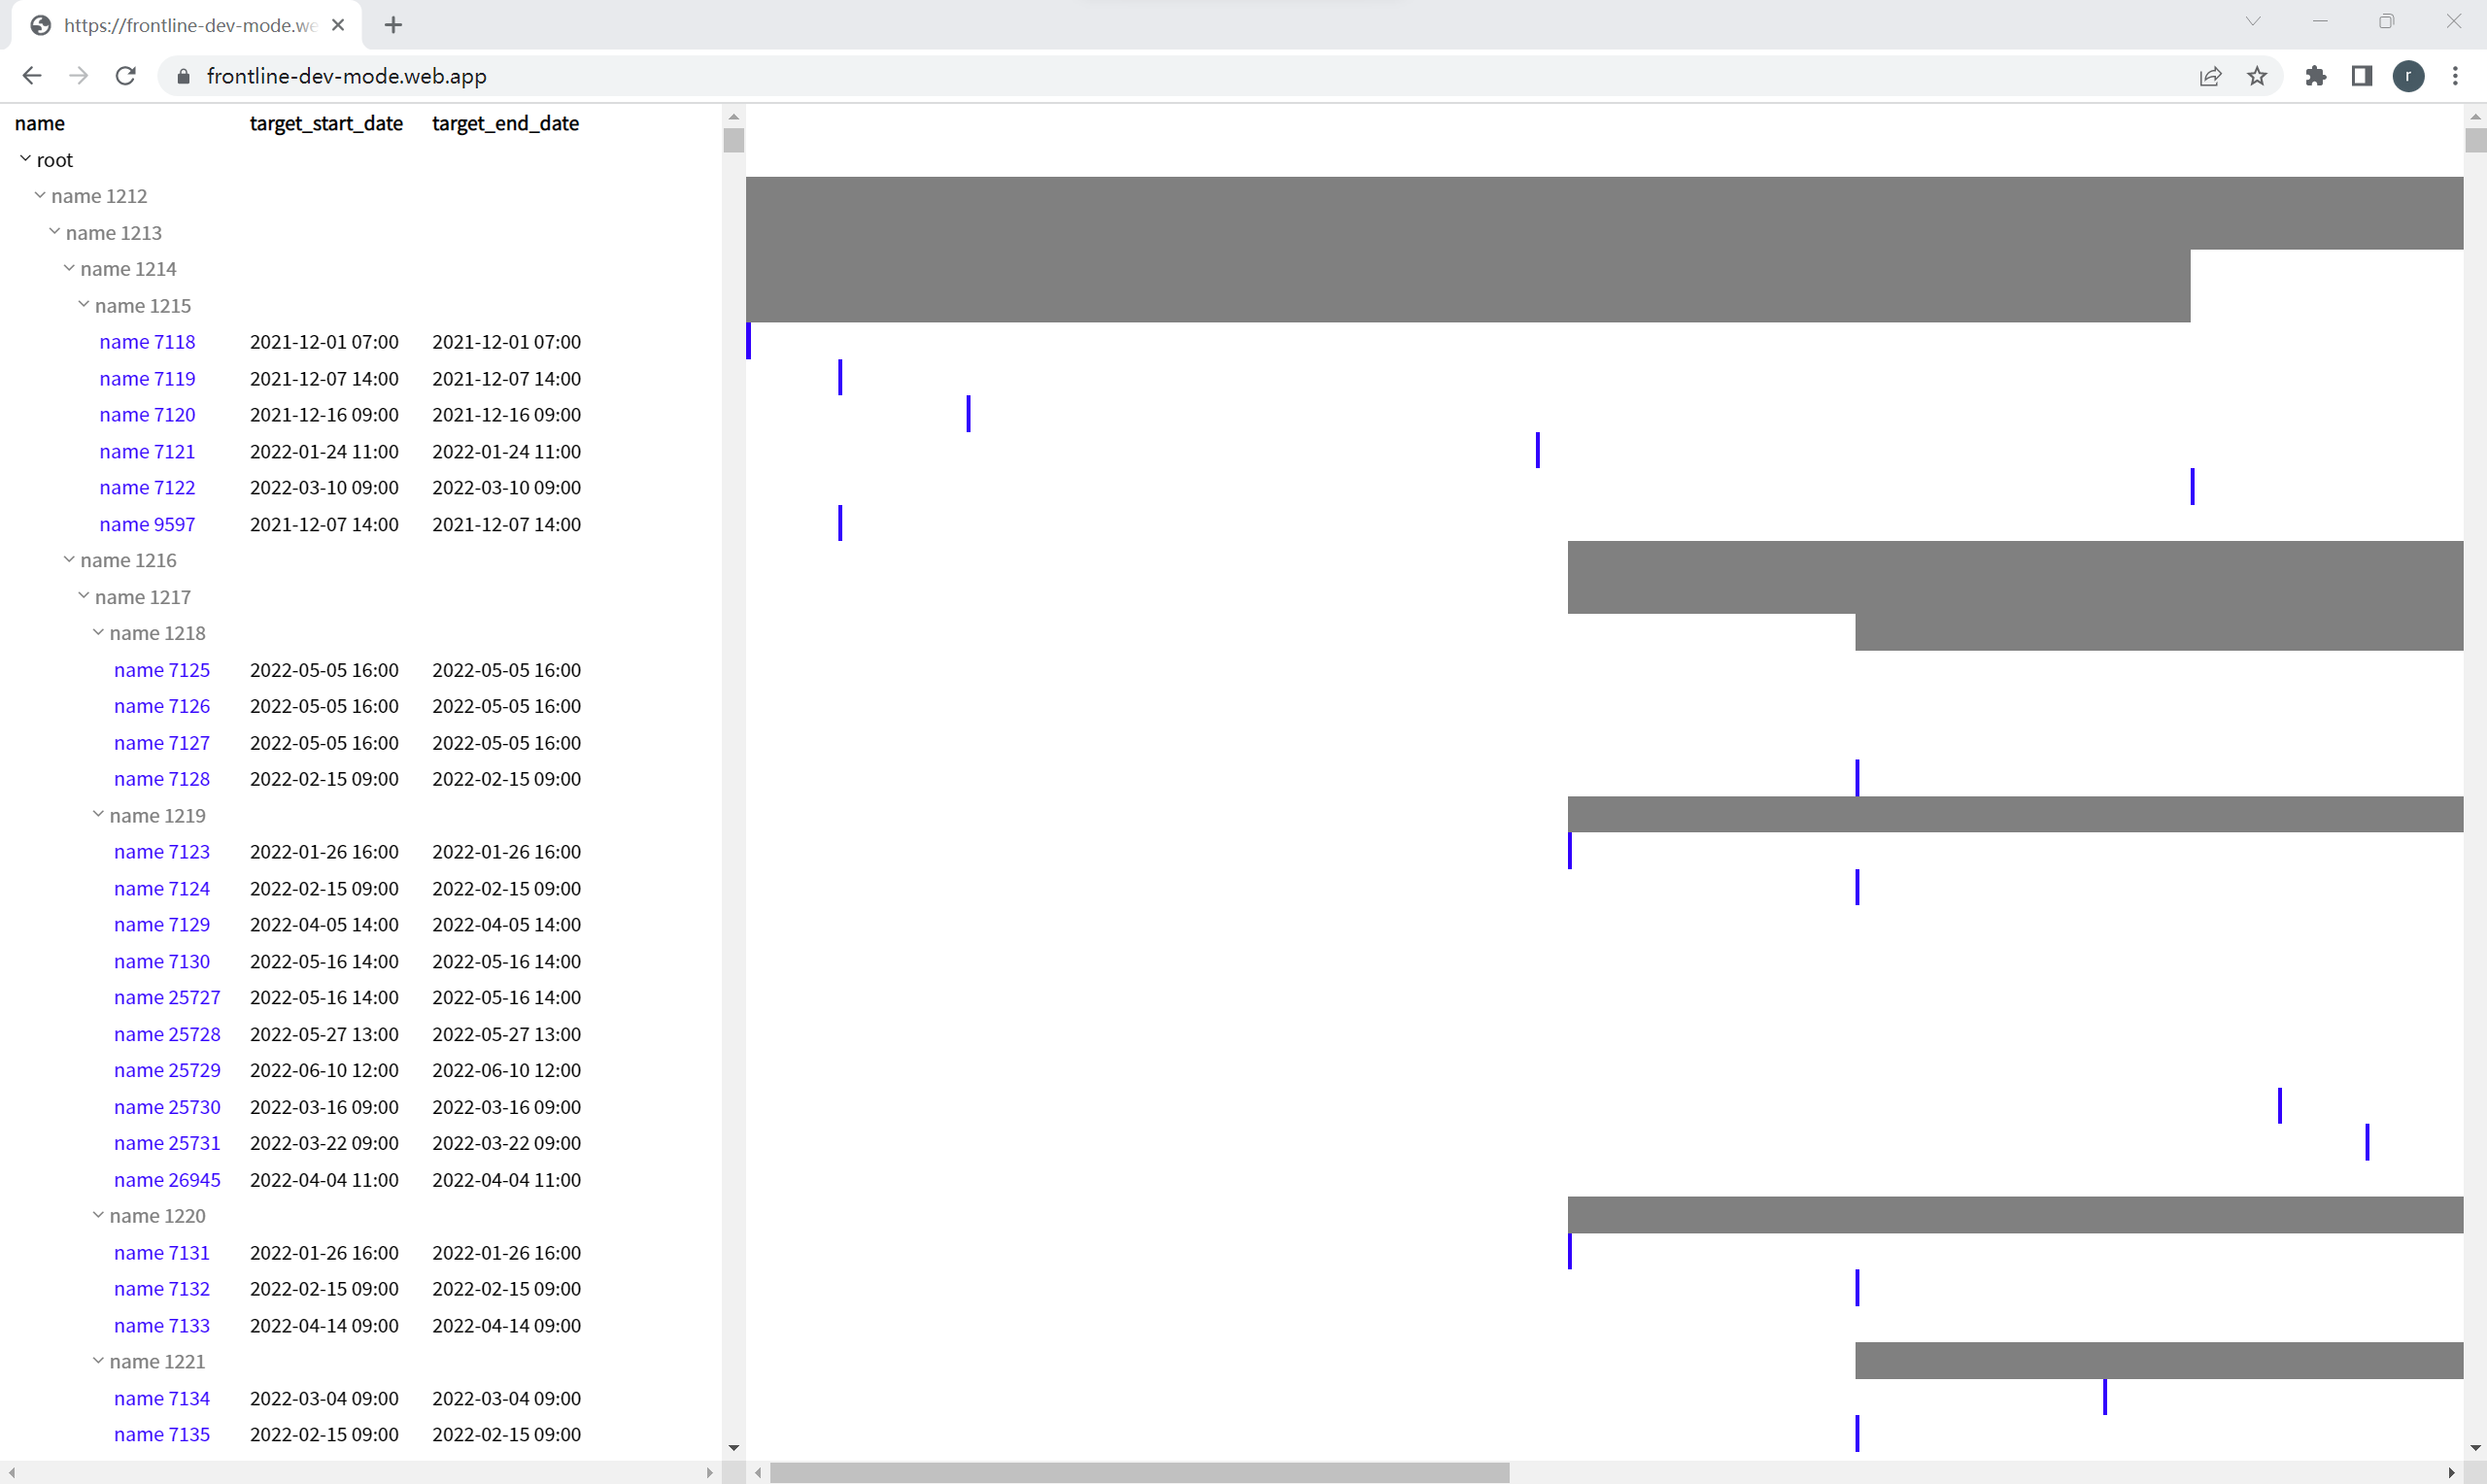 https://frontline-dev-mode.we
frontline-dev-mode.web.app
r
name target_start_date target_end_date
root
name 1212
name 1213
name 1214
name 1215
name 7118 2021-12-01 07:00 2021-12-01 07:00
name 7119 2021-12-07 14:00 2021-12-07 14:00
name 7120 2021-12-16 09:00 2021-12-16 09:00
name 7121 2022-01-24 11:00 2022-01-24 11:00
name 7122 2022-03-10 09:00 2022-03-10 09:00
name 9597 2021-12-07 14:00 2021-12-07 14:00
name 1216
name 1217
name 1218
name 7125 2022-05-05 16:00 2022-05-05 16:00
name 7126 2022-05-05 16:00 2022-05-05 16:00
name 7127 2022-05-05 16:00 2022-05-05 16:00
name 7128 2022-02-15 09:00 2022-02-15 09:00
name 1219
name 7123 2022-01-26 16:00 2022-01-26 16:00
name 7124 2022-02-15 09:00 2022-02-15 09:00
name 7129 2022-04-05 14:00 2022-04-05 14:00
name 7130 2022-05-16 14:00 2022-05-16 14:00
name 25727 2022-05-16 14:00 2022-05-16 14:00
name 25728 2022-05-27 13:00 2022-05-27 13:00
name 25729 2022-06-10 12:00 2022-06-10 12:00
name 25730 2022-03-16 09:00 2022-03-16 09:00
name 25731 2022-03-22 09:00 2022-03-22 09:00
name 26945 2022-04-04 11:00 2022-04-04 11:00
name 1220
name 7131 2022-01-26 16:00 2022-01-26 16:00
name 7132 2022-02-15 09:00 2022-02-15 09:00
name 7133 2022-04-14 09:00 2022-04-14 09:00
name 1221
name 7134 2022-03-04 09:00 2022-03-04 09:00
name 7135 2022-02-15 09:00 2022-02-15 09:00